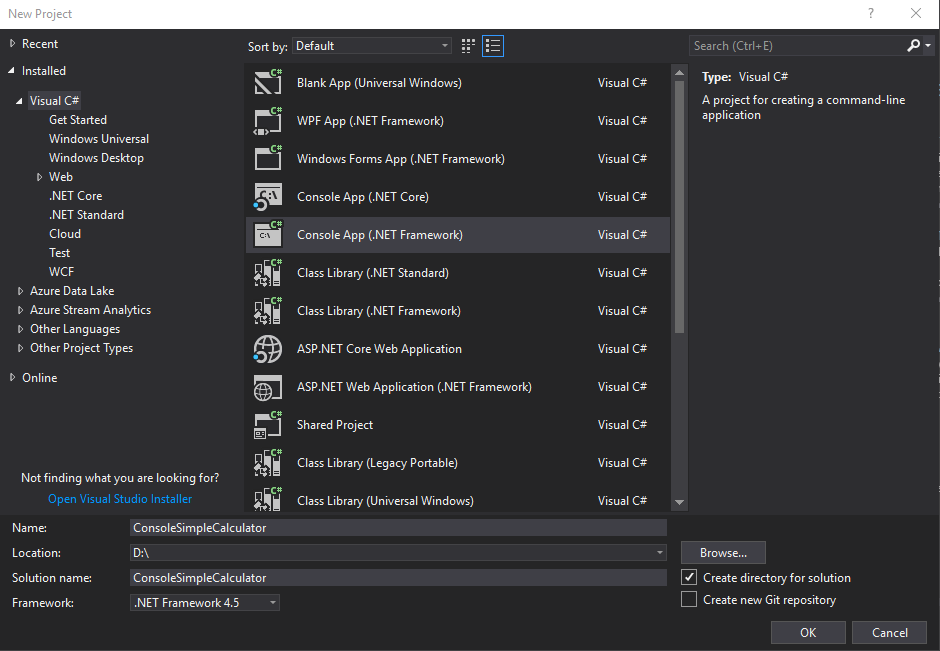 New Project
?
Recent
Installed
Visual C#
Get Started
Windows Universal
Windows Desktop
Web
.NET Core
.NET Standard
Cloud
Test
WCF
Azure Data Lake
Azure Stream Analytics
Other Languages
Other Project Types
Online
Not finding what you are looking for?
Open Visual Studio Installer
Sort by: Default
Blank App (Universal Windows) Visual C#
WPF App (.NET Framework) Visual C#
Windows Forms App (.NET Framework) Visual C#
Console App (.NET Core) Visual C#
Console App (.NET Framework) Visual C#
Class Library (.NET Standard) Visual C#
Class Library (.NET Framework) Visual C#
ASP.NET Core Web Application Visual C#
ASP.NET Web Application (.NET Framework) Visual C#
Shared Project Visual C#
Class Library (Legacy Portable) Visual C#
Class Library (Universal Windows) Visual C#
Search (Ctrl+E)
Type: Visual C#
A project for creating a command-line
application
Name: ConsoleSimpleCalculator
Location: D:\
Browse...
Solution name: ConsoleSimpleCalculator
Create directory for solution
Framework: .NET Framework 4.5
Create new Git repository
OK Cancel